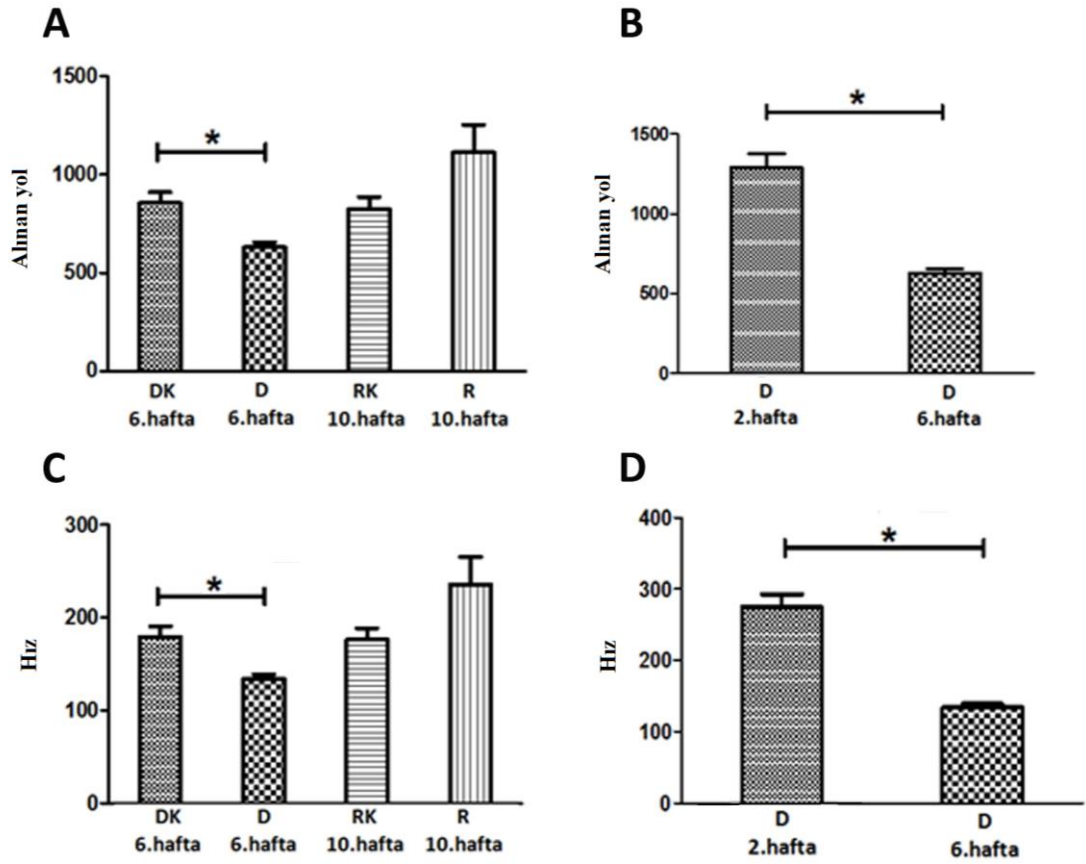 A
Alınan yol
1500
1000
500
0
*
DK
6.hafta
D
6.hafta
RK
10.hafta
R
10.hafta
B
Alınan yol
1500
1000
500
0
*
D
2.hafta
D
6.hafta
C
Hız
300
200
100
0
*
DK
6.hafta
D
6.hafta
RK
10.hafta
R
10.hafta
D
Hız
400
300
200
100
0
*
D
2.hafta
D
6.hafta